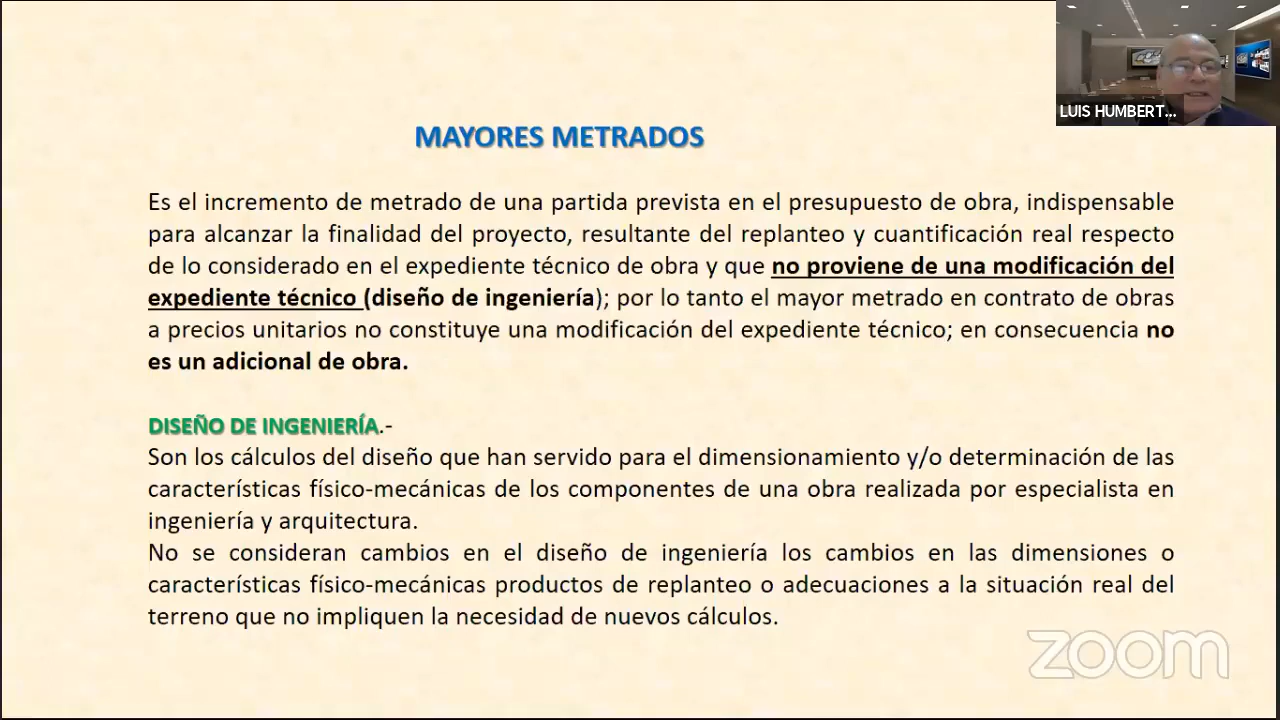 LUIS HUMBERT...
MAYORES METRADOS
Es el incremento de metrado de una partida prevista en el presupuesto de obra, indispensable
para alcanzar la finalidad del proyecto, resultante del replanteo y cuantificación real respecto
de lo considerado en el expediente técnico de obra y que no proviene de una modificación del
expediente técnico (diseño de ingeniería); por lo tanto el mayor metrado en contrato de obras
a precios unitarios no constituye una modificación del expediente técnico; en consecuencia no
es un adicional de obra.
DISEÑO DE INGENIERÍA.-
Son los cálculos del diseño que han servido para el dimensionamiento y/o determinación de las
características físico-mecánicas de los componentes de una obra realizada por especialista en
ingeniería y arquitectura.
No se consideran cambios en el diseño de ingeniería los cambios en las dimensiones o
características físico-mecánicas productos de replanteo o adecuaciones a la situación real del
terreno que no impliquen la necesidad de nuevos cálculos.
zoom